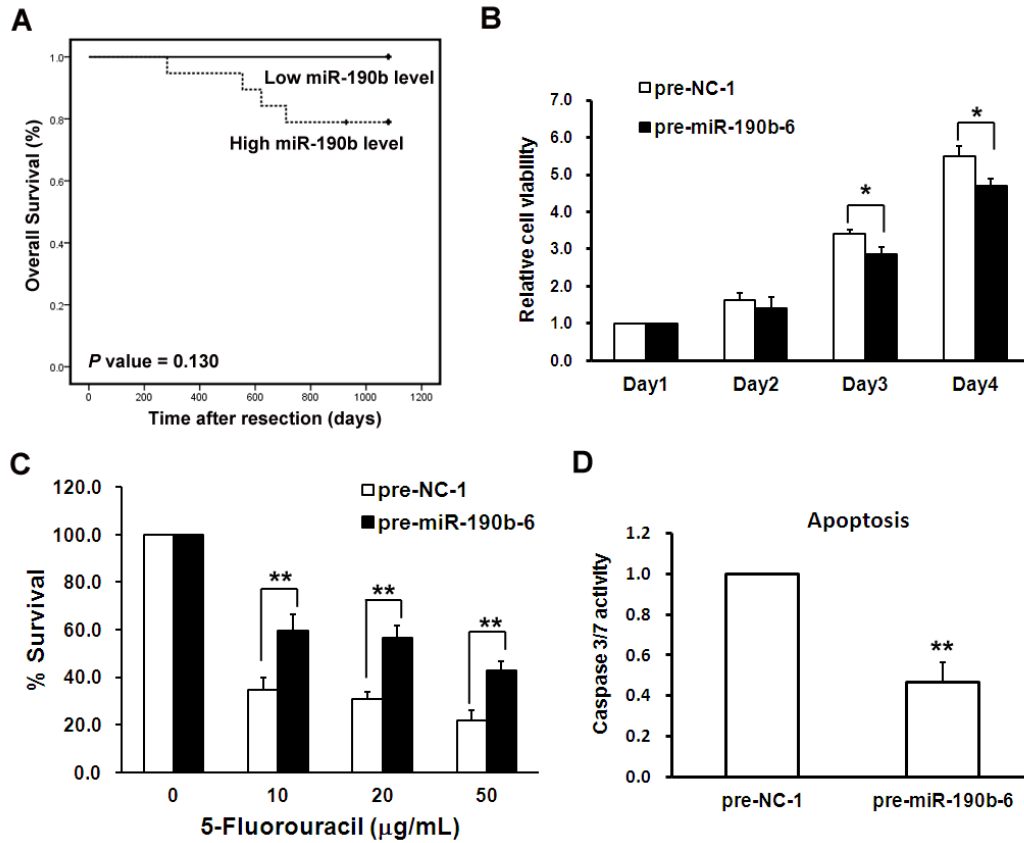 A
Overall Survival (%)
1.0
0.8
0.6
0.4
0.2
0.0
Low miR-190b level
High miR-190b level
P value = 0.130
0 200 400 600 800 1000 1200
Time after resection (days)
B
pre-NC-1
pre-miR-190b-6
Relative cell viability
7.0
6.0
5.0
4.0
3.0
2.0
1.0
0.0
*
*
Day1 Day2 Day3 Day4
C
pre-NC-1
pre-miR-190b-6
% Survival
120.0
100.0
80.0
60.0
40.0
20.0
0.0
**
**
**
0 10 20 50
5-Fluorouracil (μg/mL)
D
Apoptosis
Caspase 3/7 activity
1.2
1.0
0.8
0.6
0.4
0.2
0.0
**
pre-NC-1 pre-miR-190b-6